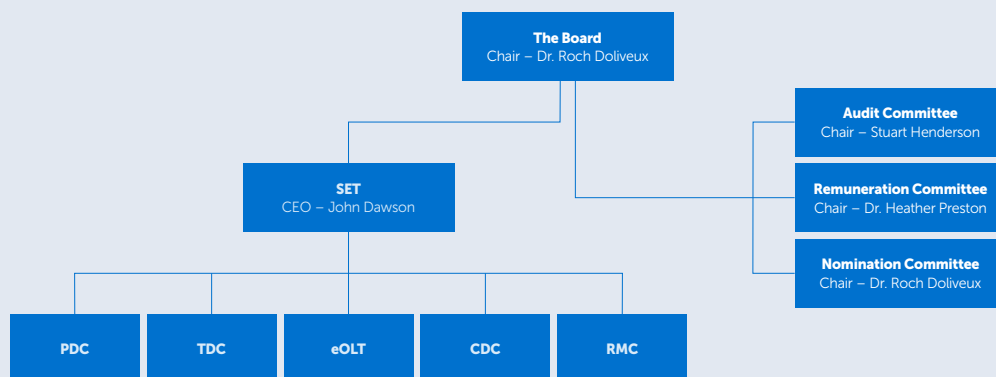 The Board
Chair – Dr. Roch Doliveux
Audit Committee
Chair – Stuart Henderson
SET
CEO – John Dawson
Remuneration Committee
Chair – Dr. Heather Preston
Nomination Committee
Chair – Dr. Roch Doliveux
PDC
TDC
eOLT
CDC
RMC